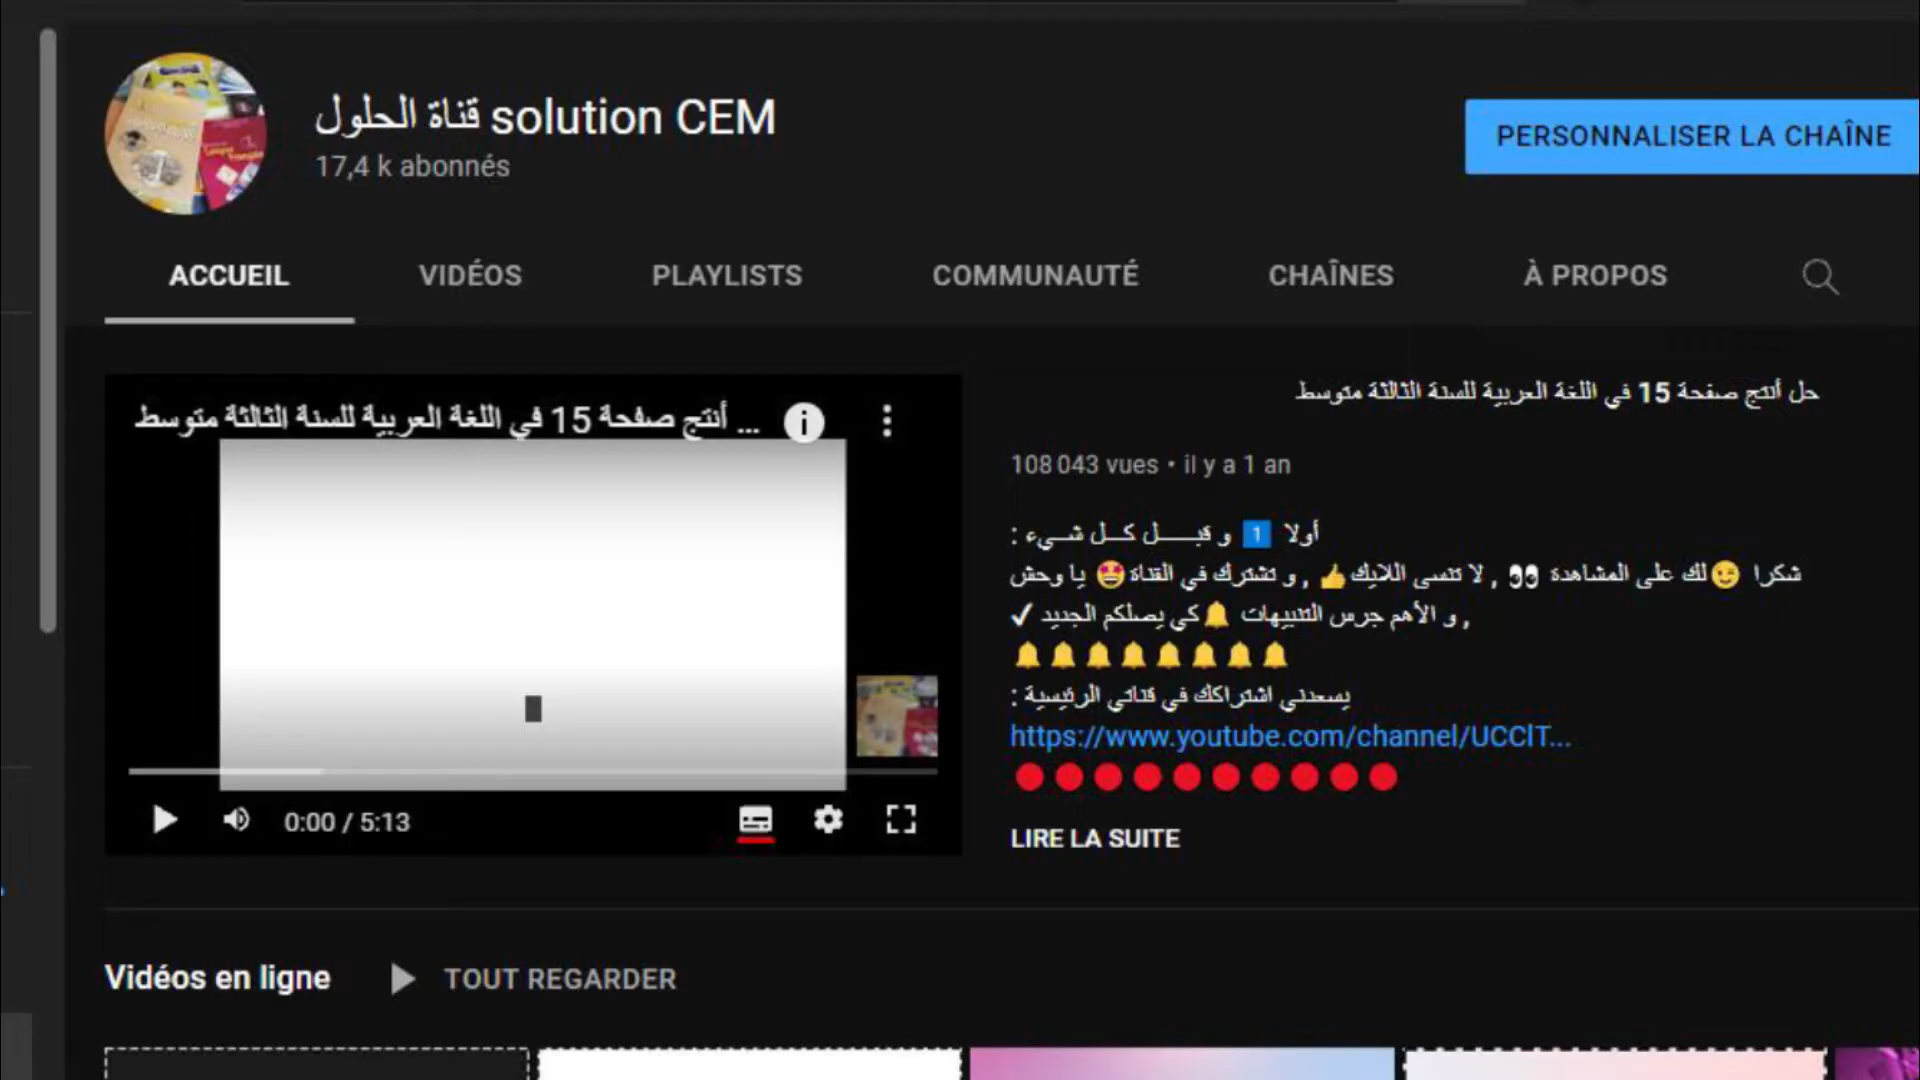 قناة الحلول solution CEM
17,4 k abonnés
PERSONNALISER LA CHAÎNE
ACCUEIL
VIDÉOS
PLAYLISTS
COMMUNAUTÉ
CHAÎNES
À PROPOS
... أنتج صفحة 15 في اللغة العربية للسنة الثالثة متوسط
0:00 / 5:13
حل أنتج صفحة 15 في اللغة العربية للسنة الثالثة متوسط
108 043 vues • il y a 1 an
أولا 1️⃣ و قبـــــل كــل شــيء :
شكرا 😉لك على المشاهدة 👀 , لا تنسى اللايك👍 , و تشترك في القناة🤩 يا وحش
, و الأهم جرس التنبيهات 🔔كي يصلكم الجديد ✔
🔔🔔🔔🔔🔔🔔🔔🔔
يسعدني اشتراكك في قناتي الرئيسية :
https://www.youtube.com/channel/UCClT...
🔴🔴🔴🔴🔴🔴🔴🔴🔴🔴
LIRE LA SUITE
Vidéos en ligne
TOUT REGARDER